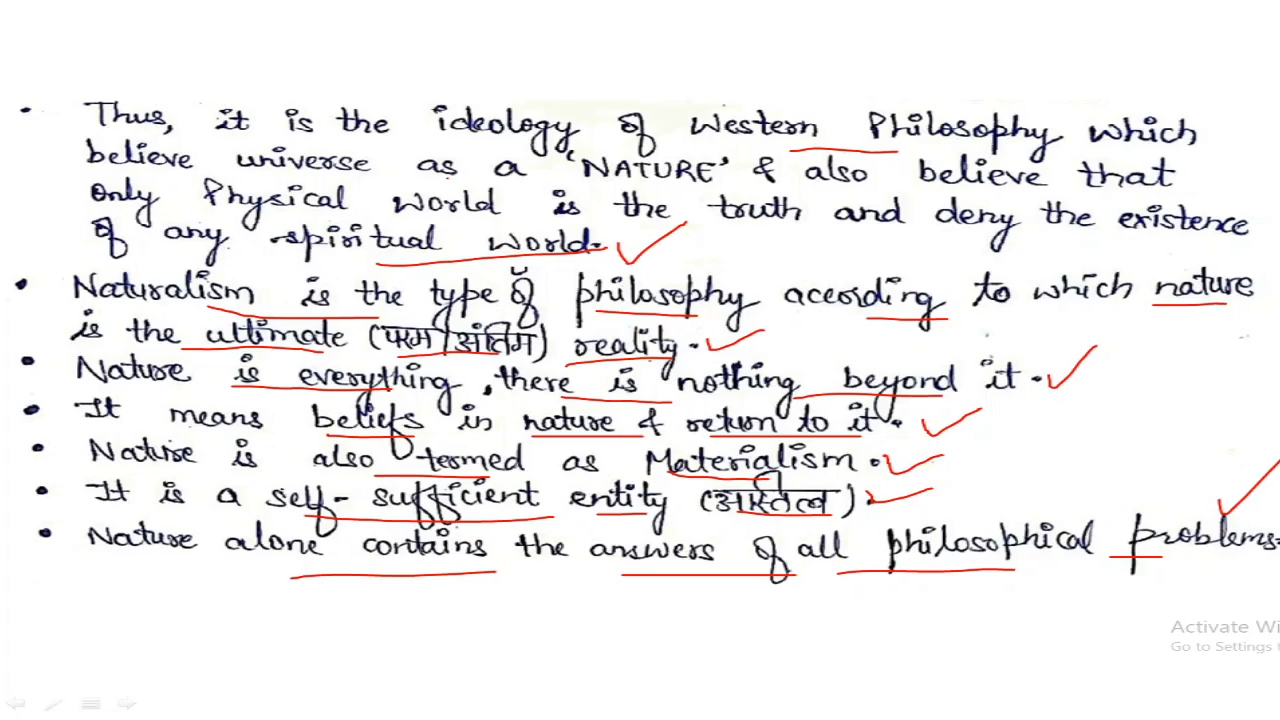 • Thus, it is the ideology of Western Philosophy which
believe universe as a 'NATURE' & also believe that
only Physical world is the truth and deny the existence
of any spiritual world.
• Naturalism is the type of philosophy acording to which nature
is the ultimate (परम/अंतिम) reality.
• Nature is everything, there is nothing beyond it.
• It means beliefs in nature & return to it.
• Nature is also termed as Materialism.
• It is a self-sufficient entity (अस्तित्व).
• Nature alone contains the answers of all philosophical problems.
Activate Wi
Go to Settings t